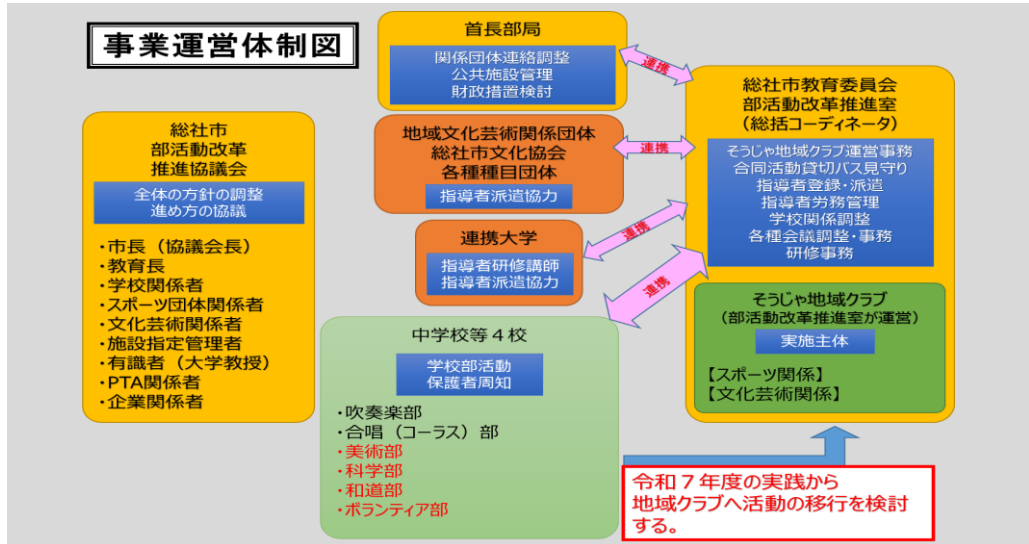 事業運営体制図
総社市
部活動改革
推進協議会
全体の方針の調整
進め方の協議
・市長（協議会長）
・教育長
・学校関係者
・スポーツ団体関係者
・文化芸術関係者
・施設指定管理者
・有識者（大学教授）
・PTA関係者
・企業関係者
首長部局
関係団体連絡調整
公共施設管理
財政措置検討
地域文化芸術関係団体
総社市文化協会
各種種目団体
指導者派遣協力
連携大学
指導者研修講師
指導者派遣協力
中学校等４校
学校部活動
保護者周知
・吹奏楽部
・合唱（コーラス）部
・美術部
・科学部
・和道部
・ボランティア部
連携
連携
連携
連携
総社市教育委員会
部活動改革推進室
（総括コーディネータ）
そうじゃ地域クラブ運営事務
合同活動貸切バス見守り
指導者登録・派遣
指導者労務管理
学校関係調整
各種会議調整・事務
研修事務
そうじゃ地域クラブ
（部活動改革推進室が運営）
実施主体
【スポーツ関係】
【文化芸術関係】
令和７年度の実践から
地域クラブへ活動の移行を検討
する。